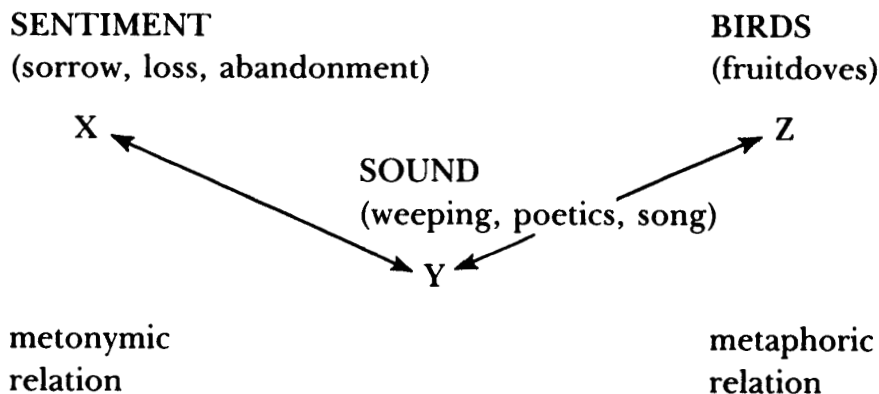 SENTIMENT
(sorrow, loss, abandonment)
BIRDS
(fruitdoves)
X
Z
SOUND
(weeping, poetics, song)
Y
metonymic
relation
metaphoric
relation